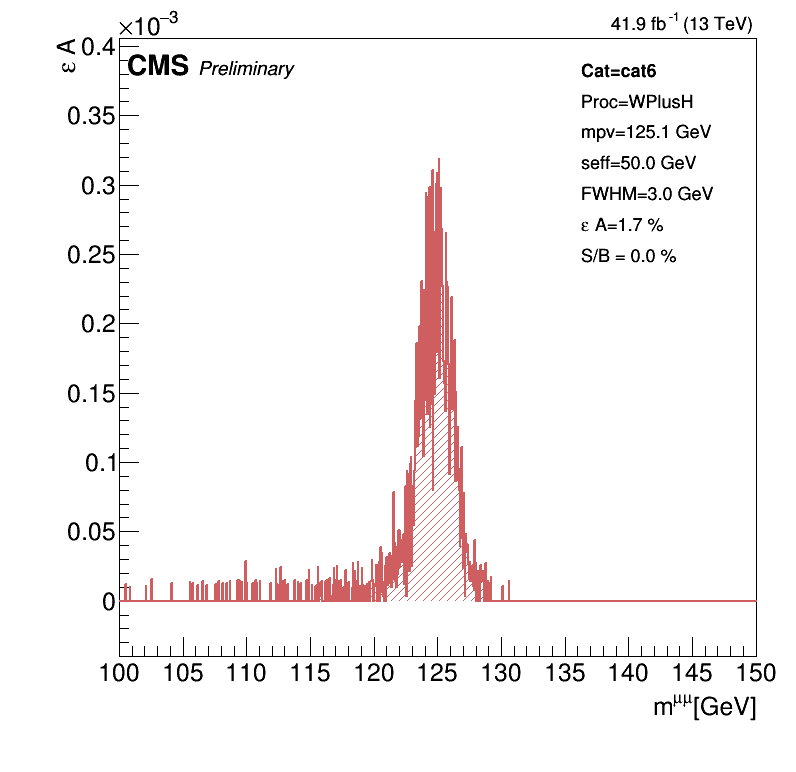 ×10⁻³
41.9 fb⁻¹ (13 TeV)
ε A
CMS Preliminary
Cat=cat6
Proc=WPlusH
mpv=125.1 GeV
seff=50.0 GeV
FWHM=3.0 GeV
ε A=1.7 %
S/B = 0.0 %
0.4
0.35
0.3
0.25
0.2
0.15
0.1
0.05
0
100 105 110 115 120 125 130 135 140 145 150
m^μμ[GeV]